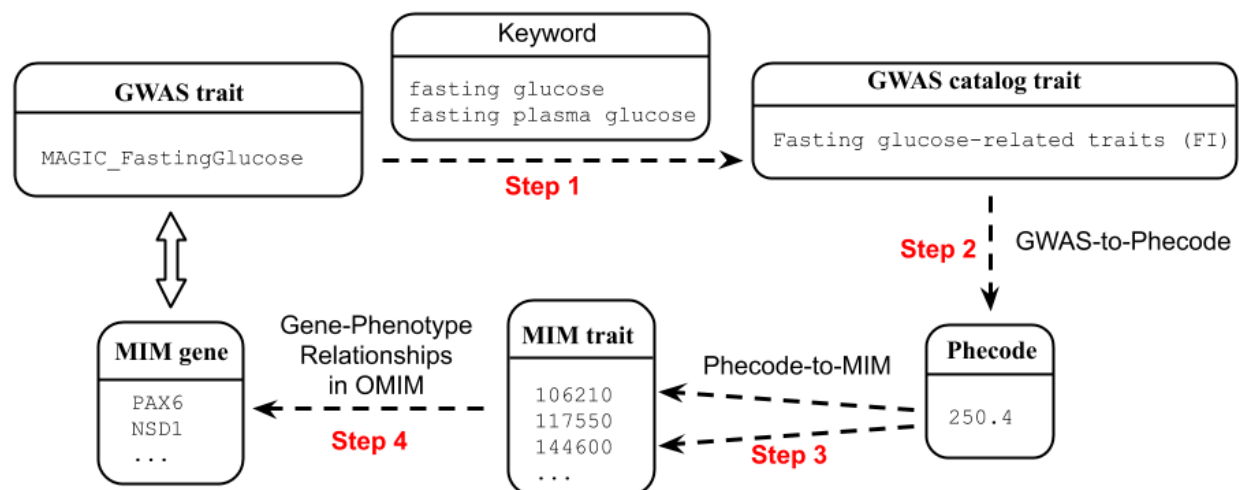 Keyword
fasting glucose
fasting plasma glucose
GWAS trait
MAGIC_FastingGlucose
GWAS catalog trait
Fasting glucose-related traits (FI)
Step 1
Step 2
GWAS-to-Phecode
Phecode
250.4
Phecode-to-MIM
Step 3
MIM trait
106210
117550
144600
...
Gene-Phenotype
Relationships
in OMIM
Step 4
MIM gene
PAX6
NSD1
...